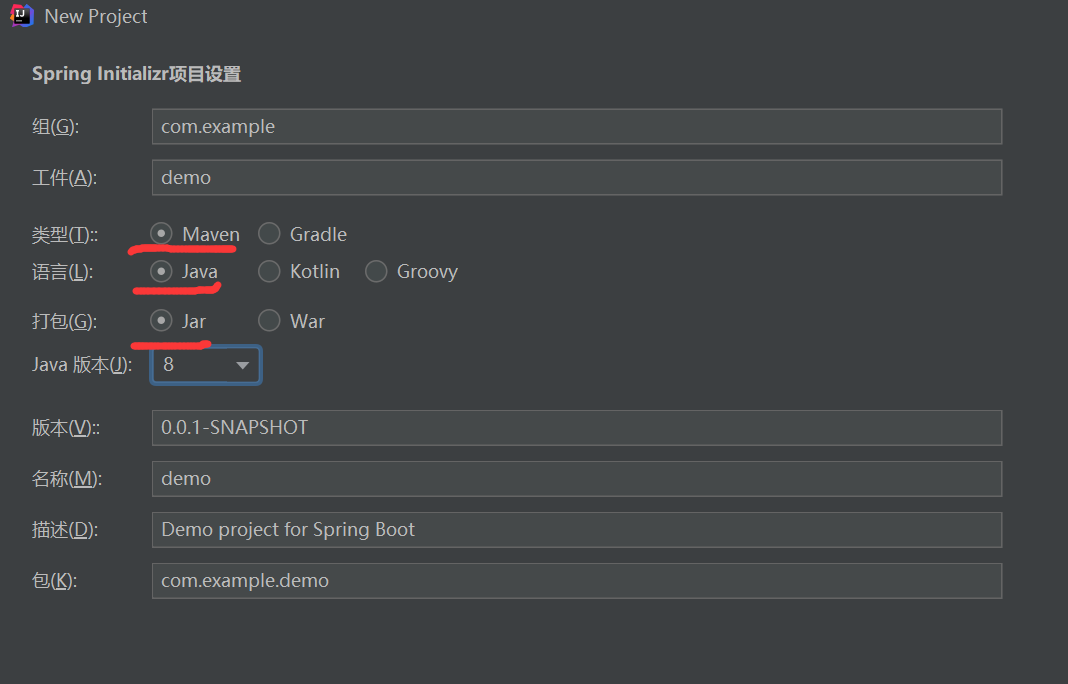 New Project
Spring Initializr项目设置
组(G): com.example
工件(A): demo
类型(T):: Maven Gradle
语言(L): Java Kotlin Groovy
打包(G): Jar War
Java 版本(J): 8
版本(V):: 0.0.1-SNAPSHOT
名称(M): demo
描述(D): Demo project for Spring Boot
包(K): com.example.demo